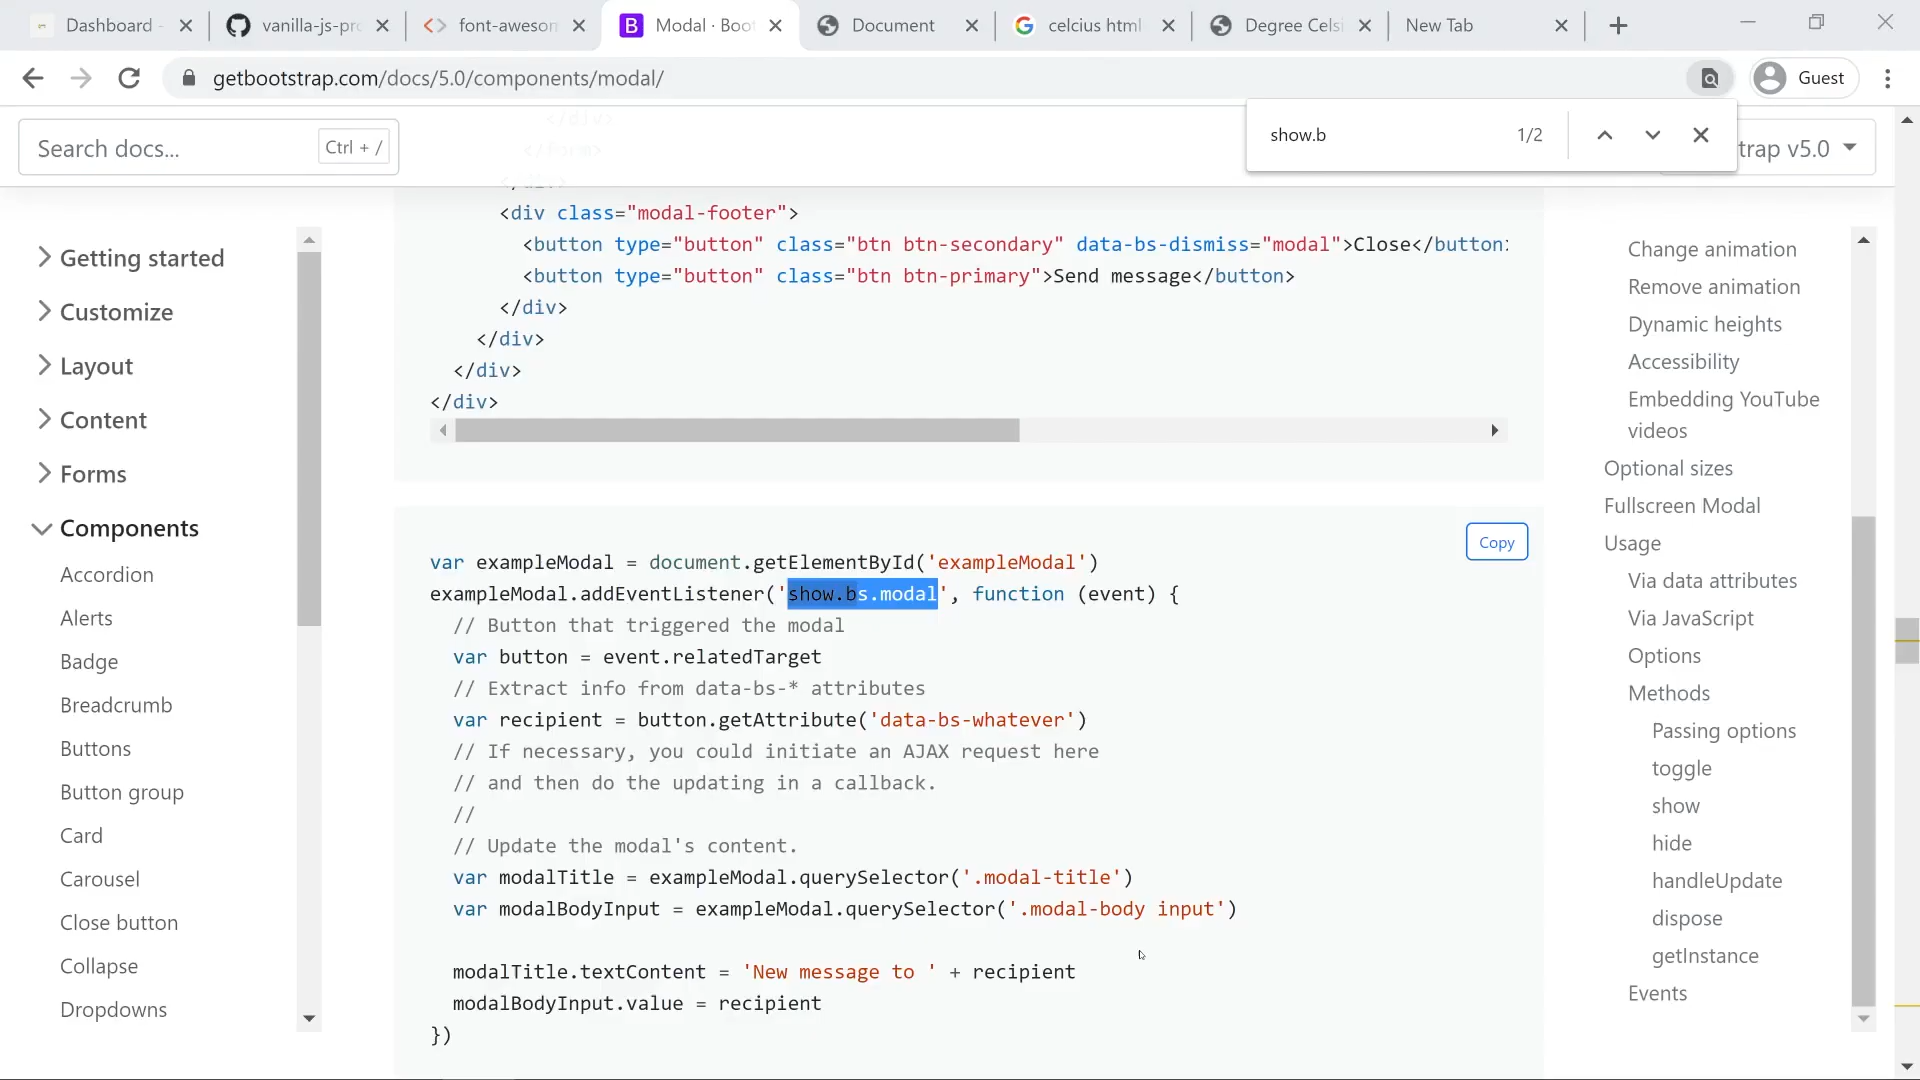 Dashboard -
vanilla-js-pro
font-awesom
Modal · Boot
Document
celcius html
Degree Celsi
New Tab
getbootstrap.com/docs/5.0/components/modal/
Guest
Search docs...
Ctrl + /
show.b
1/2
trap v5.0
</div>
</form>
</div>
<div class="modal-footer">
<button type="button" class="btn btn-secondary" data-bs-dismiss="modal">Close</button>
<button type="button" class="btn btn-primary">Send message</button>
</div>
</div>
</div>
</div>
Getting started
Customize
Layout
Content
Forms
Components
Accordion
Alerts
Badge
Breadcrumb
Buttons
Button group
Card
Carousel
Close button
Collapse
Dropdowns
Copy
var exampleModal = document.getElementById('exampleModal')
exampleModal.addEventListener('show.bs.modal', function (event) {
// Button that triggered the modal
var button = event.relatedTarget
// Extract info from data-bs-* attributes
var recipient = button.getAttribute('data-bs-whatever')
// If necessary, you could initiate an AJAX request here
// and then do the updating in a callback.
//
// Update the modal's content.
var modalTitle = exampleModal.querySelector('.modal-title')
var modalBodyInput = exampleModal.querySelector('.modal-body input')
modalTitle.textContent = 'New message to ' + recipient
modalBodyInput.value = recipient
})
Change animation
Remove animation
Dynamic heights
Accessibility
Embedding YouTube
videos
Optional sizes
Fullscreen Modal
Usage
Via data attributes
Via JavaScript
Options
Methods
Passing options
toggle
show
hide
handleUpdate
dispose
getInstance
Events